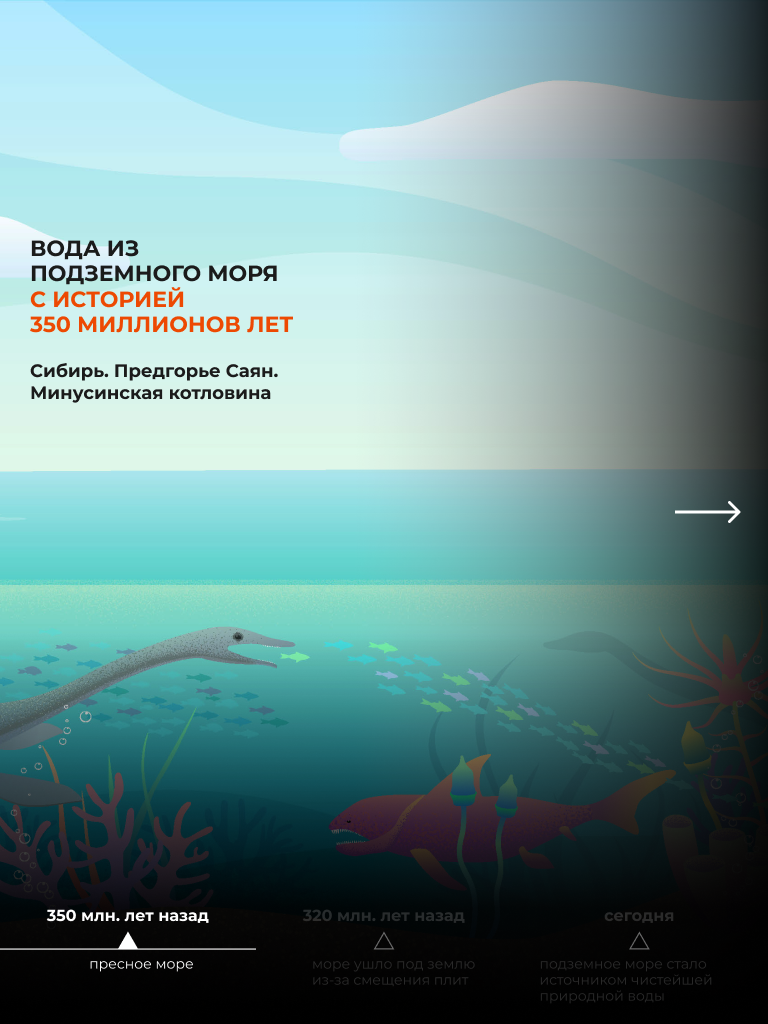 ВОДА ИЗ
ПОДЗЕМНОГО МОРЯ
С ИСТОРИЕЙ
350 МИЛЛИОНОВ ЛЕТ
Сибирь. Предгорье Саян.
Минусинская котловина
350 млн. лет назад
пресное море
320 млн. лет назад
море ушло под землю
из-за смещения плит
сегодня
подземное море стало
источником чистейшей
природной воды